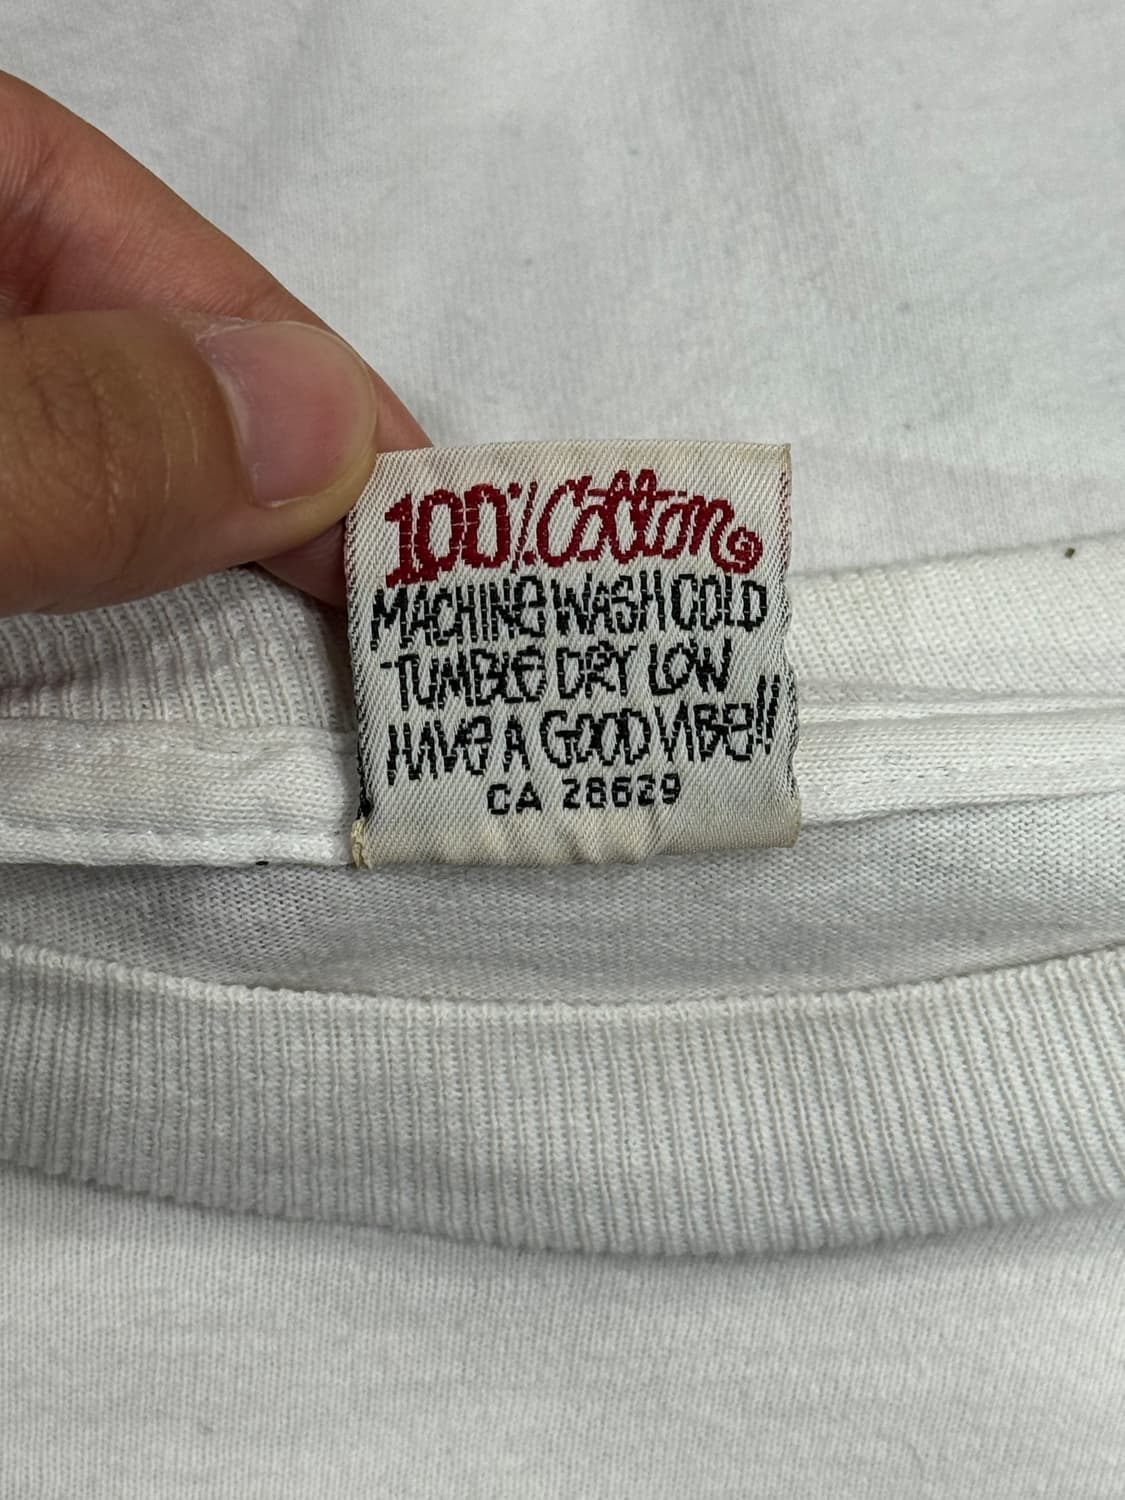 100% Cotton
MACHINE WASH COLD
TUMBLE DRY LOW
HAVE A GOOD VIBE!!
CA 28629